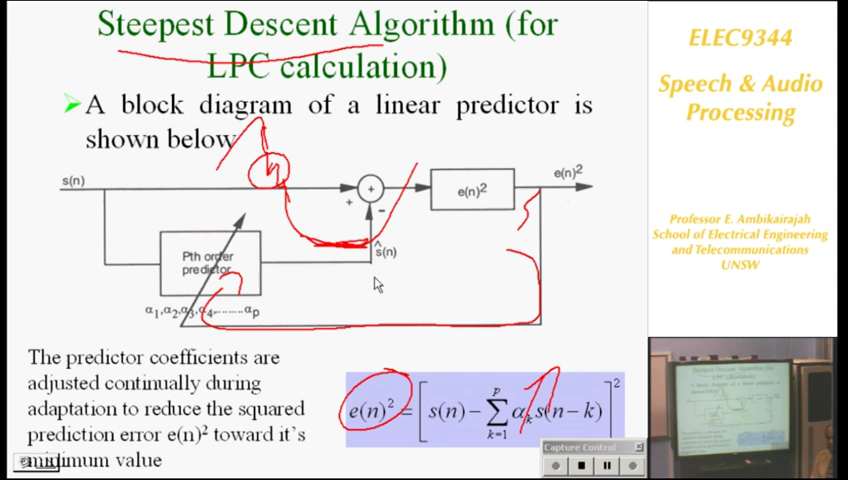 Steepest Descent Algorithm (for
LPC calculation)
A block diagram of a linear predictor is
shown below
s(n)
+
+
-
e(n)²
e(n)²
ŝ(n)
Pth order
predictor
α₁,α₂,α₃,α₄,........αₚ
The predictor coefficients are
adjusted continually during
adaptation to reduce the squared
prediction error e(n)² toward it's
minimum value
e(n)² = [ s(n) − ∑ₖ₌₁ᵖ αₖ s(n−k) ]²
Capture Control
ELEC9344
Speech & Audio
Processing
Professor E. Ambikairajah
School of Electrical Engineering
and Telecommunications
UNSW